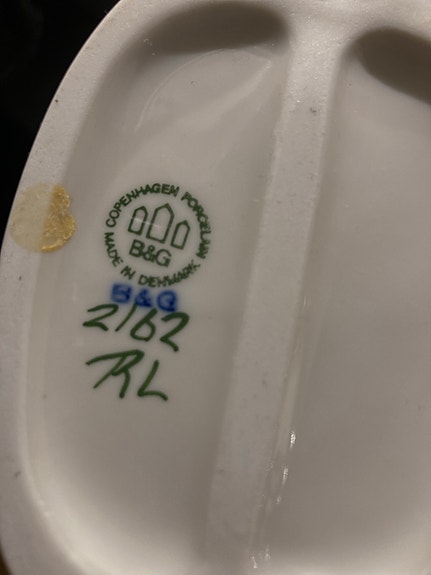 COPENHAGEN PORCELAIN
B&G
MADE IN DENMARK
B&G
2162
RL